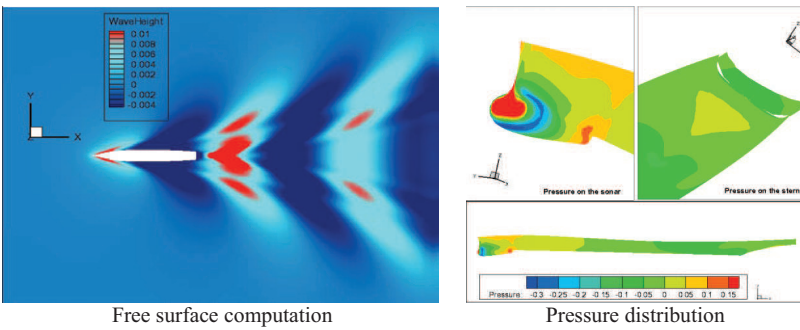 WaveHeight
0.01
0.008
0.006
0.004
0.002
0
-0.002
-0.004
Y
Z
X
Pressure on the sonar
Pressure on the stern
Pressure: -0.3 -0.25 -0.2 -0.15 -0.1 -0.05 0 0.05 0.1 0.15
Free surface computation
Pressure distribution